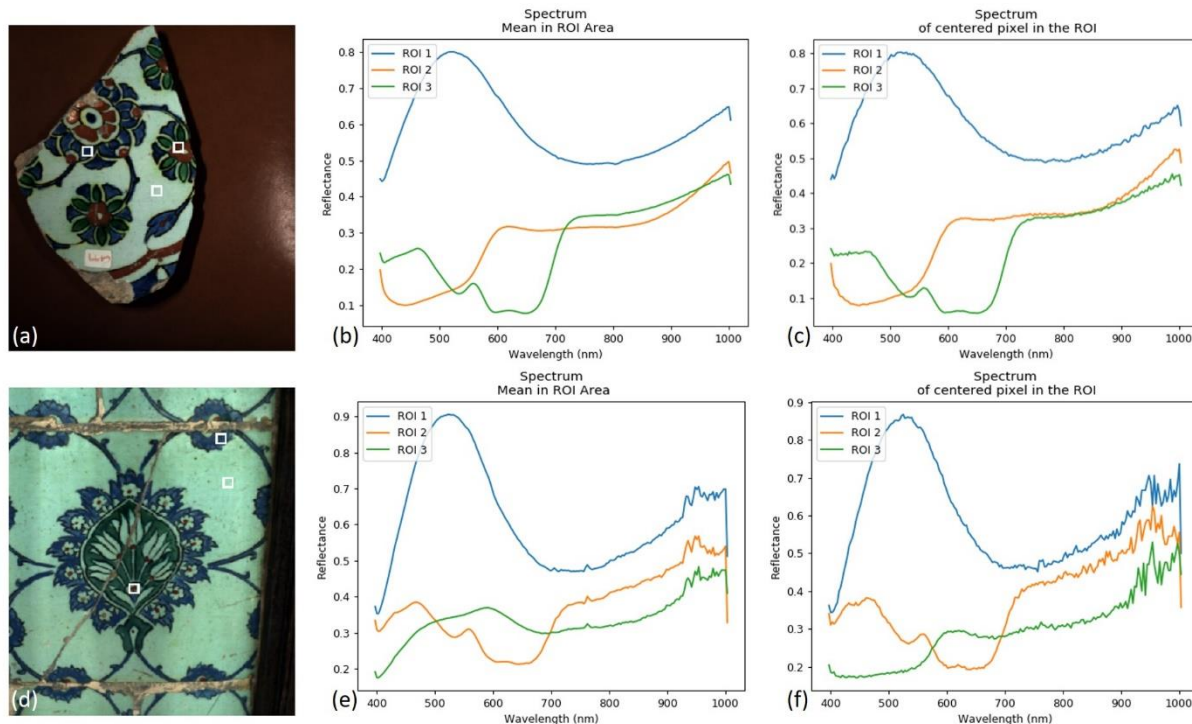 (a)
Spectrum
Mean in ROI Area
Reflectance
0.8
0.7
0.6
0.5
0.4
0.3
0.2
0.1
ROI 1
ROI 2
ROI 3
400 500 600 700 800 900 1000
Wavelength (nm)
(b)
Spectrum
of centered pixel in the ROI
Reflectance
0.8
0.7
0.6
0.5
0.4
0.3
0.2
0.1
ROI 1
ROI 2
ROI 3
400 500 600 700 800 900 1000
Wavelength (nm)
(c)
(d)
Spectrum
Mean in ROI Area
Reflectance
0.9
0.8
0.7
0.6
0.5
0.4
0.3
0.2
ROI 1
ROI 2
ROI 3
400 500 600 700 800 900 1000
Wavelength (nm)
(e)
Spectrum
of centered pixel in the ROI
Reflectance
0.9
0.8
0.7
0.6
0.5
0.4
0.3
0.2
ROI 1
ROI 2
ROI 3
400 500 600 700 800 900 1000
Wavelength (nm)
(f)